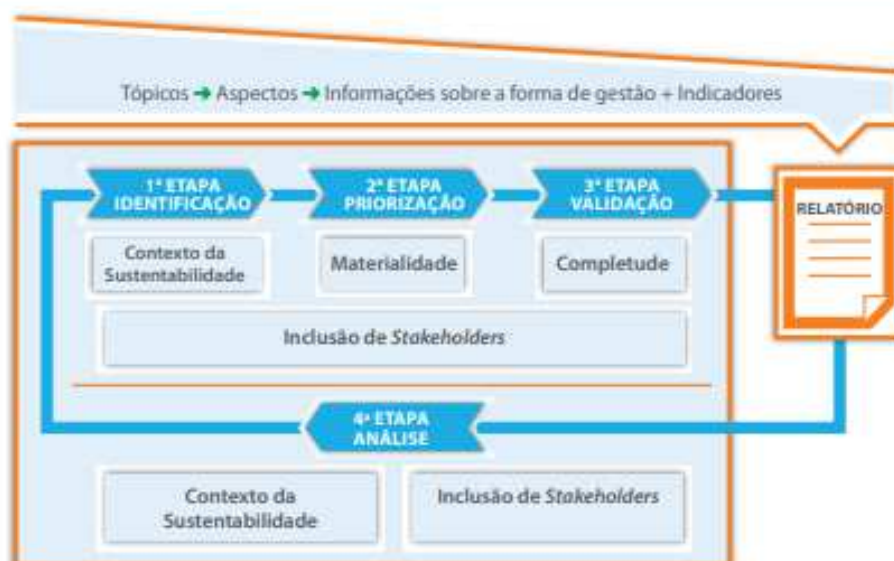 Tópicos ➔ Aspectos ➔ Informações sobre a forma de gestão + Indicadores
1ª ETAPA
IDENTIFICAÇÃO
2ª ETAPA
PRIORIZAÇÃO
3ª ETAPA
VALIDAÇÃO
RELATÓRIO
Contexto da
Sustentabilidade
Materialidade
Completude
Inclusão de Stakeholders
4ª ETAPA
ANÁLISE
Contexto da
Sustentabilidade
Inclusão de Stakeholders